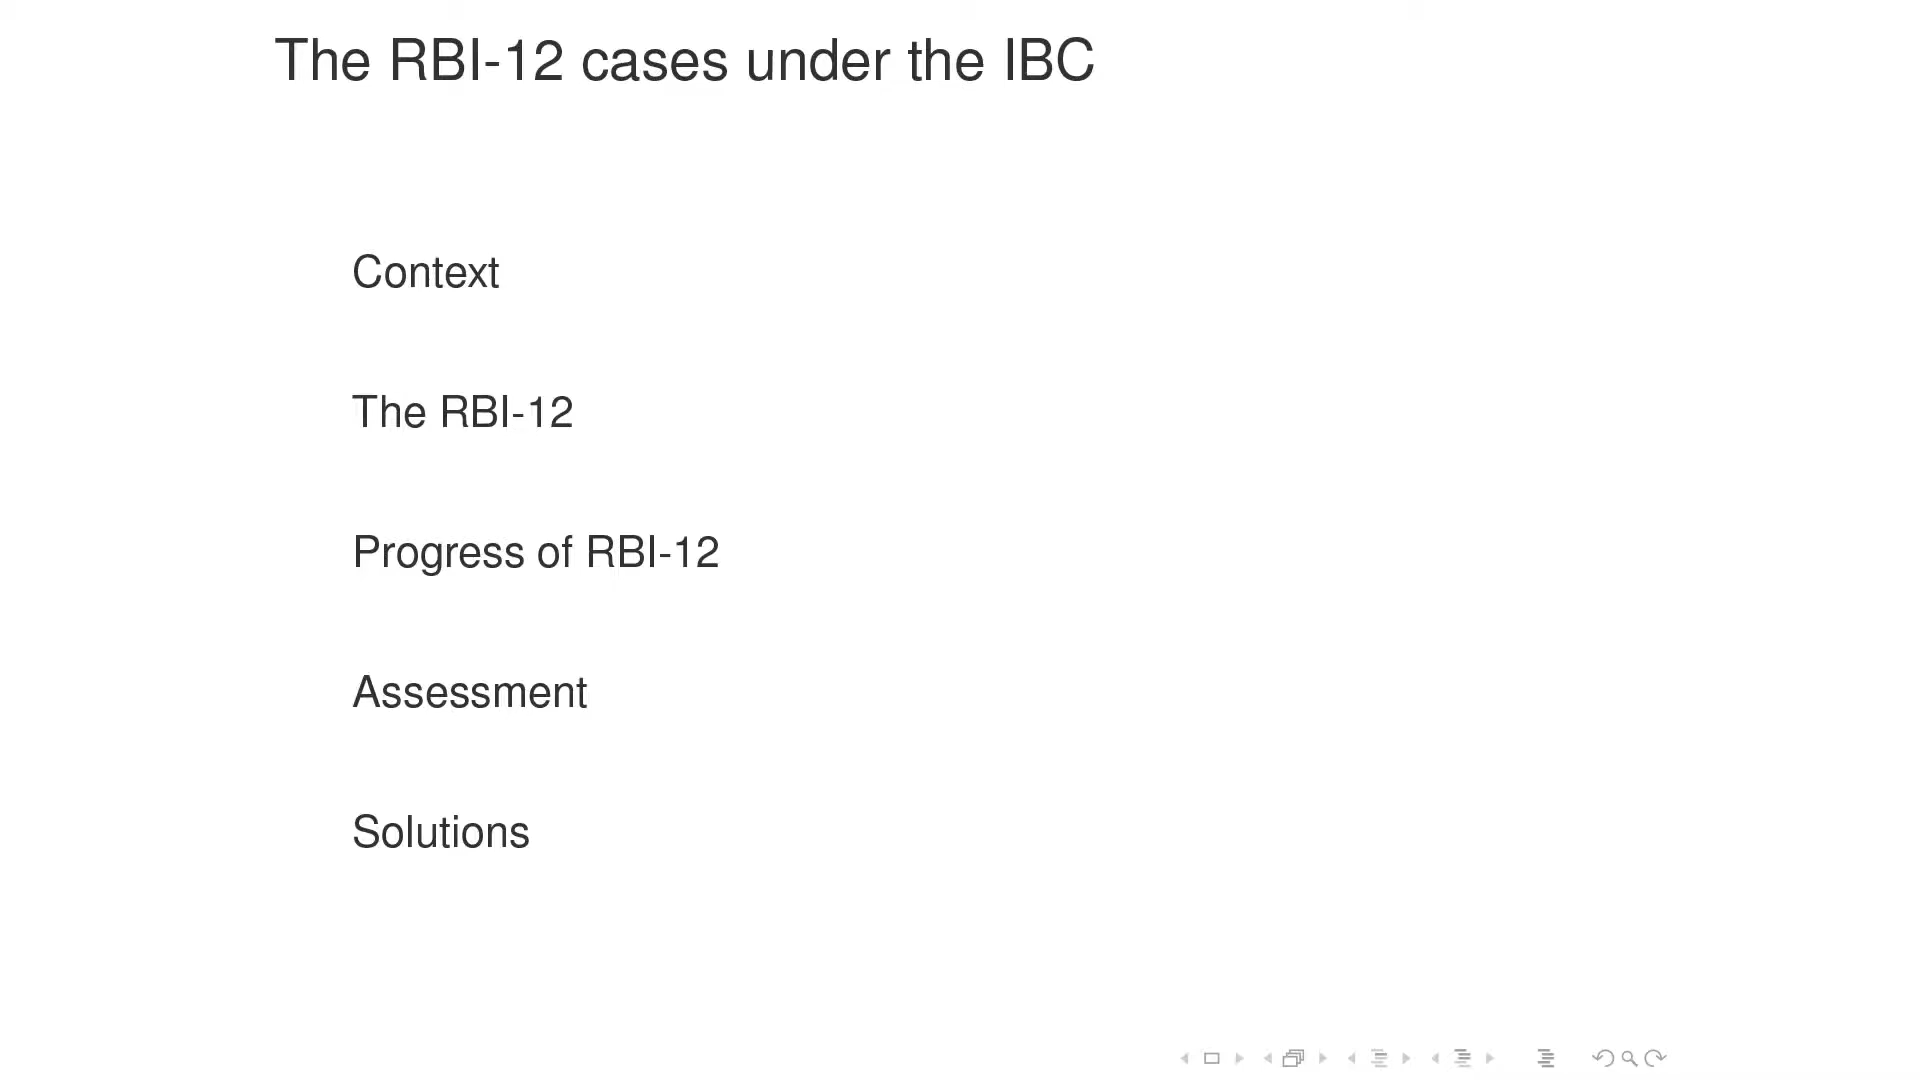 The RBI-12 cases under the IBC
Context
The RBI-12
Progress of RBI-12
Assessment
Solutions